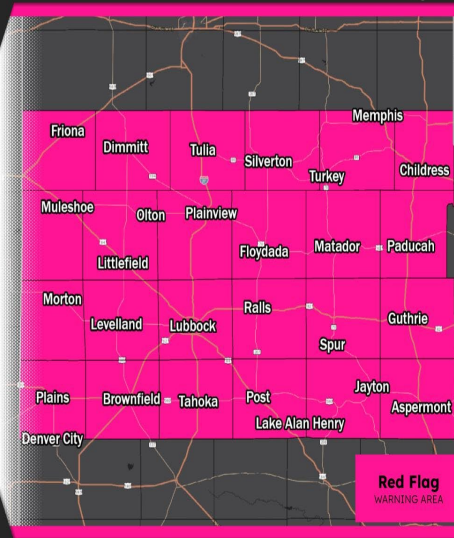 Memphis
Friona
Dimmitt
Tulia
Silverton
Childress
Turkey
Muleshoe
Olton
Plainview
Floydada
Matador
Paducah
Littlefield
Morton
Levelland
Lubbock
Ralls
Guthrie
Spur
Plains
Brownfield
Tahoka
Post
Jayton
Aspermont
Lake Alan Henry
Denver City
Red Flag
WARNING AREA